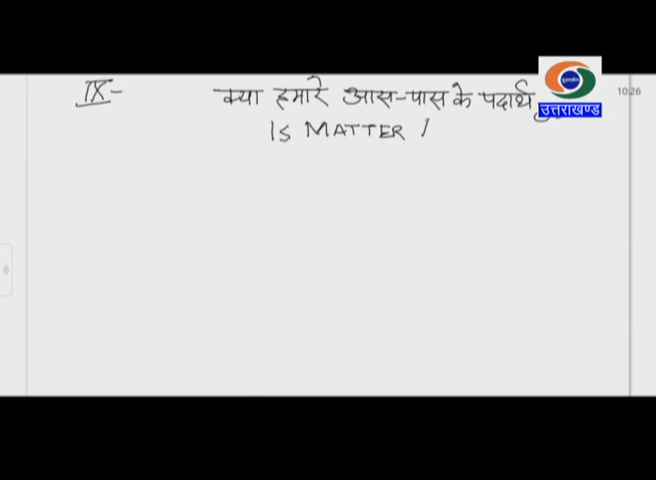 IX-
क्या हमारे आस-पास के पदार्थ
IS MATTER
उत्तराखण्ड
10:26